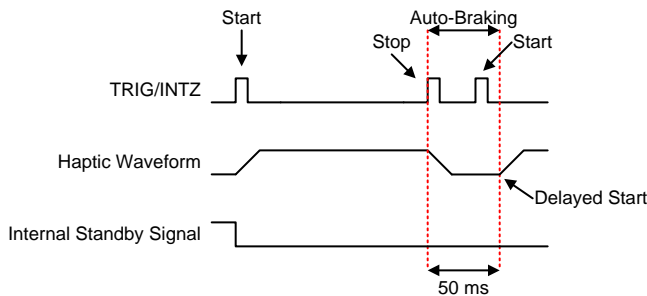 Start
Auto-Braking
Stop
Start
TRIG/INTZ
Haptic Waveform
Delayed Start
Internal Standby Signal
50 ms